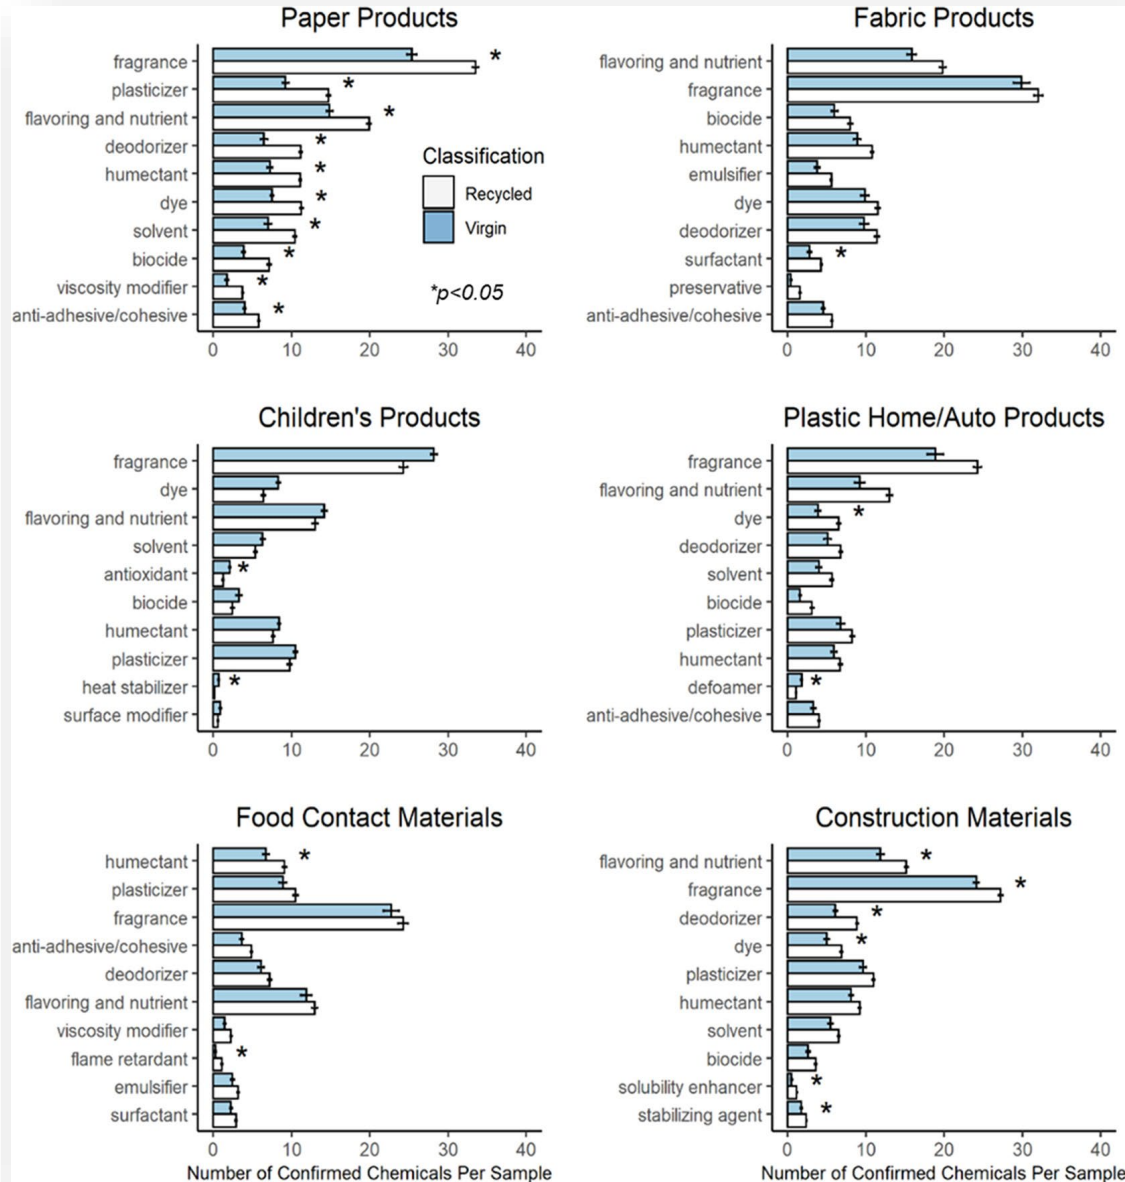 Paper Products
fragrance
*
plasticizer
*
flavoring and nutrient
*
deodorizer
*
humectant
*
dye
*
solvent
*
biocide
*
viscosity modifier
*
anti-adhesive/cohesive
*
Classification
Recycled
Virgin
*p<0.05
0 10 20 30 40
Fabric Products
flavoring and nutrient
fragrance
biocide
humectant
emulsifier
dye
deodorizer
surfactant
*
preservative
anti-adhesive/cohesive
0 10 20 30 40
Children's Products
fragrance
dye
flavoring and nutrient
solvent
antioxidant
*
biocide
humectant
plasticizer
heat stabilizer
*
surface modifier
0 10 20 30 40
Plastic Home/Auto Products
fragrance
flavoring and nutrient
dye
*
deodorizer
solvent
biocide
plasticizer
humectant
defoamer
*
anti-adhesive/cohesive
0 10 20 30 40
Food Contact Materials
humectant
*
plasticizer
fragrance
anti-adhesive/cohesive
deodorizer
flavoring and nutrient
viscosity modifier
flame retardant
*
emulsifier
surfactant
0 10 20 30 40
Number of Confirmed Chemicals Per Sample
Construction Materials
flavoring and nutrient
*
fragrance
*
deodorizer
*
dye
*
plasticizer
humectant
solvent
biocide
solubility enhancer
*
stabilizing agent
*
0 10 20 30 40
Number of Confirmed Chemicals Per Sample